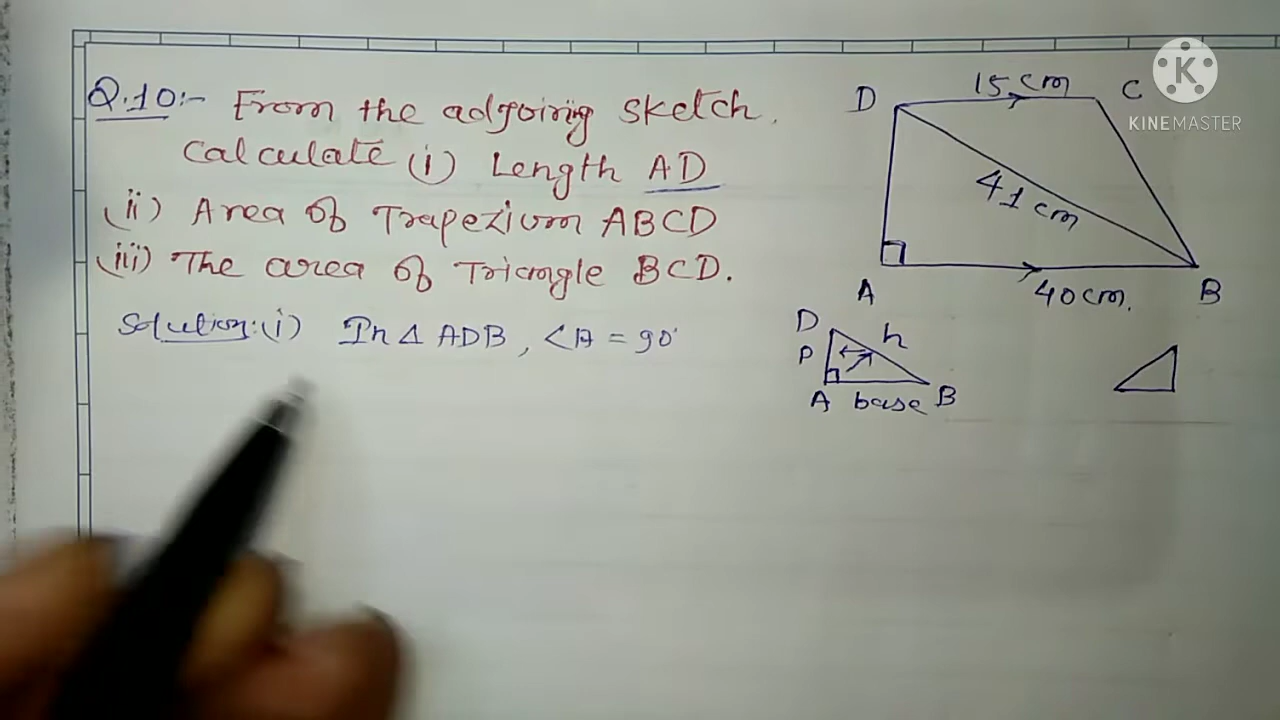 Q.10:- From the adjoining sketch.
Calculate (i) Length AD
(ii) Area of Trapezium ABCD
(iii) The area of Triangle BCD.
Solution:(i) In Δ ADB, ∠A = 90°
D 15 cm C
41 cm
A 40 cm. B
D h
P
A base B
K
KINEMASTER